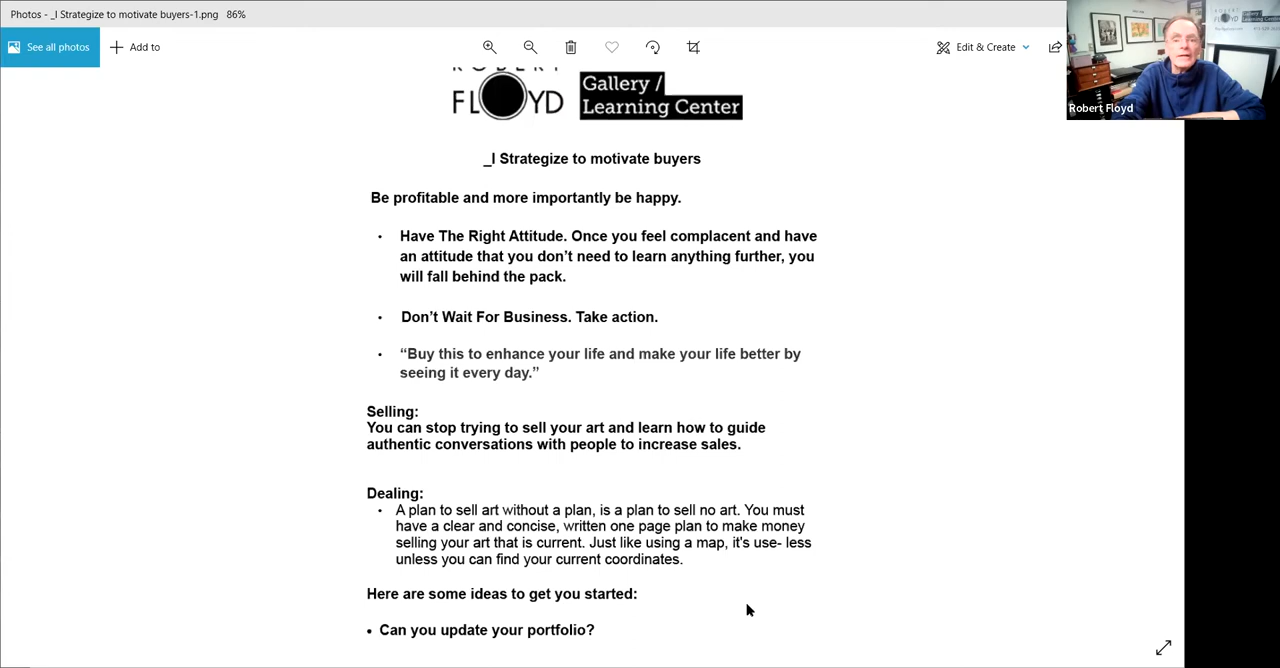 Photos - _I Strategize to motivate buyers-1.png 86%
See all photos
Add to
Edit & Create
ROBERT
FLOYD
Gallery /
Learning Center
Robert Floyd
_I Strategize to motivate buyers
Be profitable and more importantly be happy.
• Have The Right Attitude. Once you feel complacent and have
an attitude that you don’t need to learn anything further, you
will fall behind the pack.
• Don’t Wait For Business. Take action.
• “Buy this to enhance your life and make your life better by
seeing it every day.”
Selling:
You can stop trying to sell your art and learn how to guide
authentic conversations with people to increase sales.
Dealing:
• A plan to sell art without a plan, is a plan to sell no art. You must
have a clear and concise, written one page plan to make money
selling your art that is current. Just like using a map, it's use- less
unless you can find your current coordinates.
Here are some ideas to get you started:
• Can you update your portfolio?